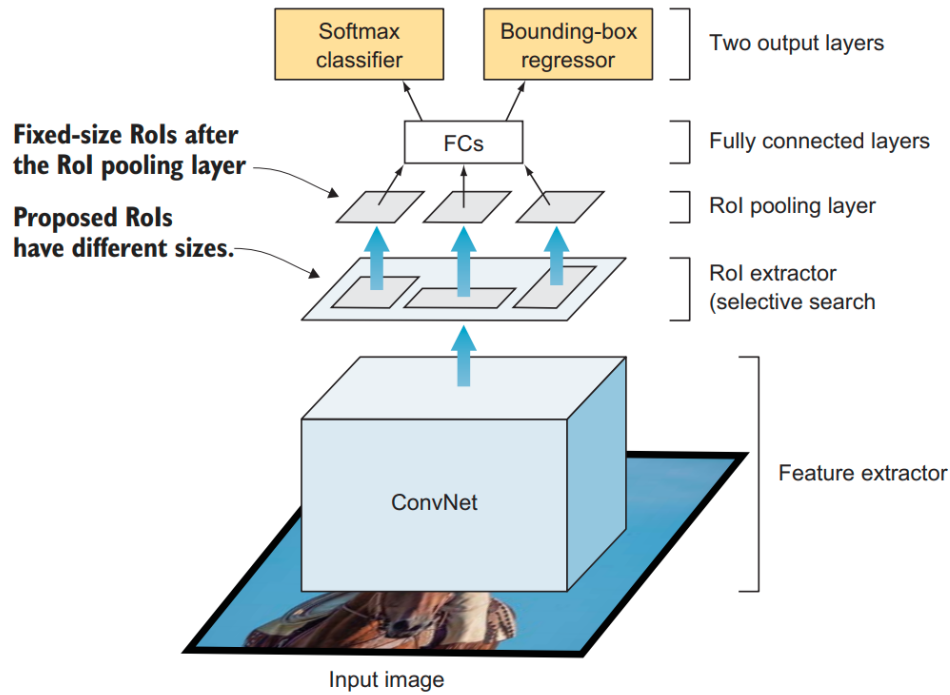 Softmax
classifier
Bounding-box
regressor
Two output layers
Fixed-size RoIs after
the RoI pooling layer
FCs
Fully connected layers
RoI pooling layer
Proposed RoIs
have different sizes.
RoI extractor
(selective search
ConvNet
Feature extractor
Input image